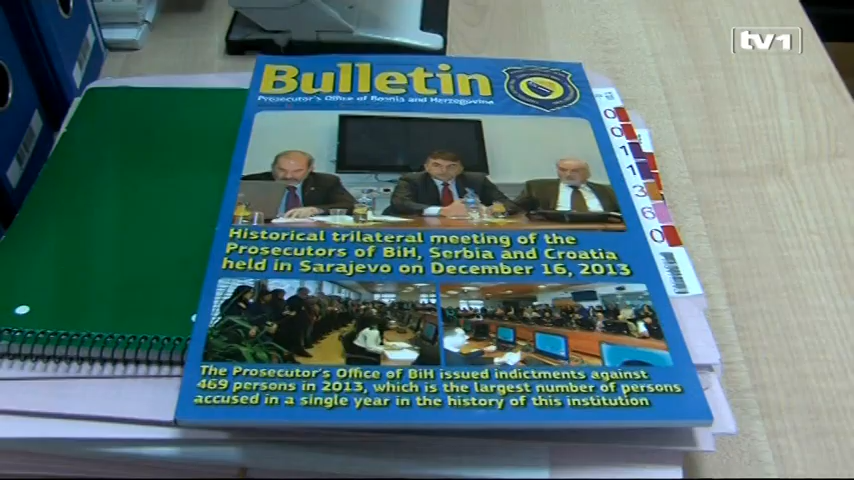 tv1
Bulletin
Prosecutor's Office of Bosnia and Herzegovina
0011360
Historical trilateral meeting of the
Prosecutors of BiH, Serbia and Croatia
held in Sarajevo on December 16, 2013
The Prosecutor's Office of BiH issued indictments against
469 persons in 2013, which is the largest number of persons
accused in a single year in the history of this institution